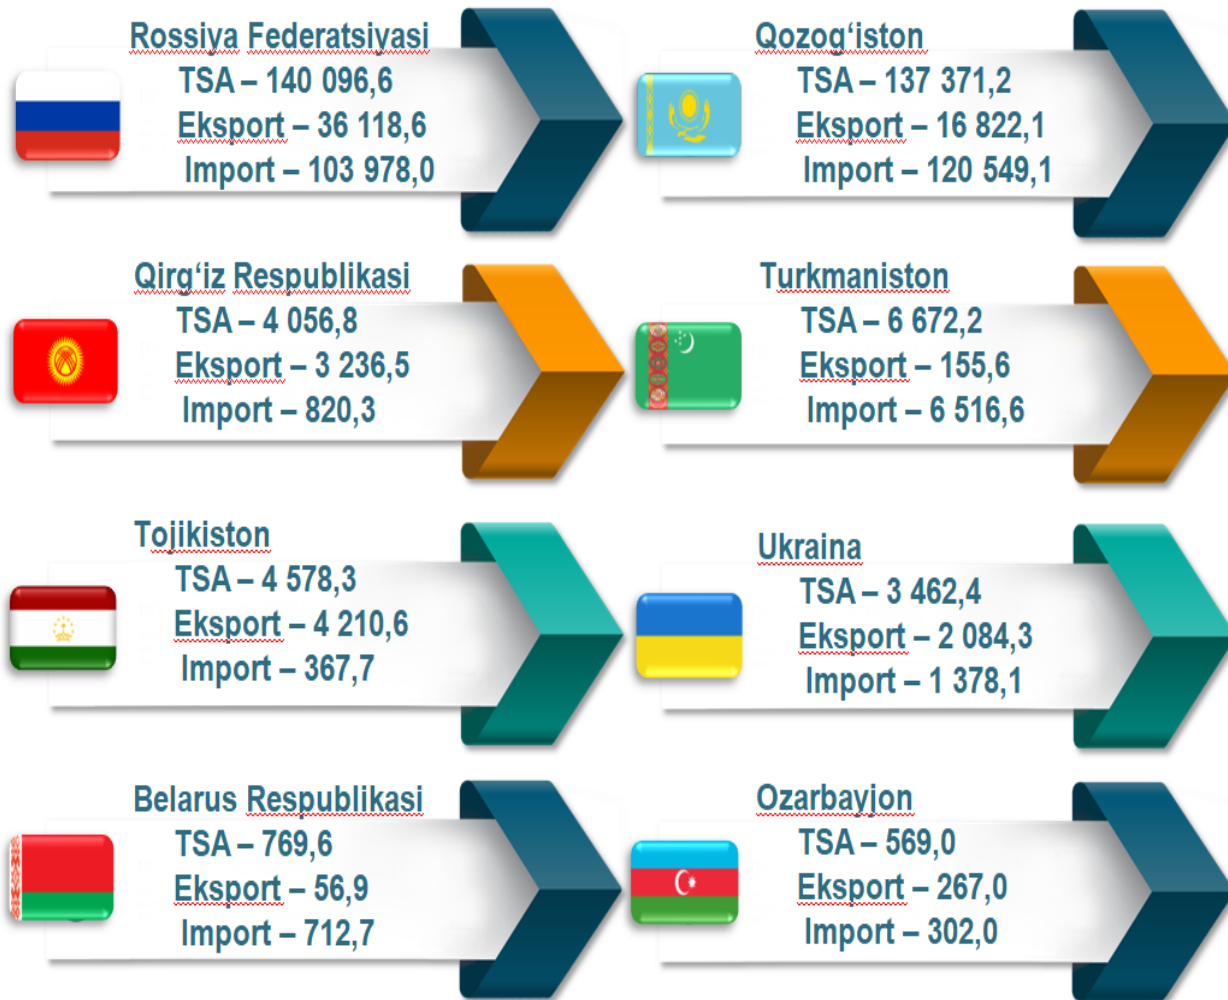 Rossiya Federatsiyasi
TSA – 140 096,6
Eksport – 36 118,6
Import – 103 978,0
Qozog‘iston
TSA – 137 371,2
Eksport – 16 822,1
Import – 120 549,1
Qirg‘iz Respublikasi
TSA – 4 056,8
Eksport – 3 236,5
Import – 820,3
Turkmaniston
TSA – 6 672,2
Eksport – 155,6
Import – 6 516,6
Tojikiston
TSA – 4 578,3
Eksport – 4 210,6
Import – 367,7
Ukraina
TSA – 3 462,4
Eksport – 2 084,3
Import – 1 378,1
Belarus Respublikasi
TSA – 769,6
Eksport – 56,9
Import – 712,7
Ozarbayjon
TSA – 569,0
Eksport – 267,0
Import – 302,0